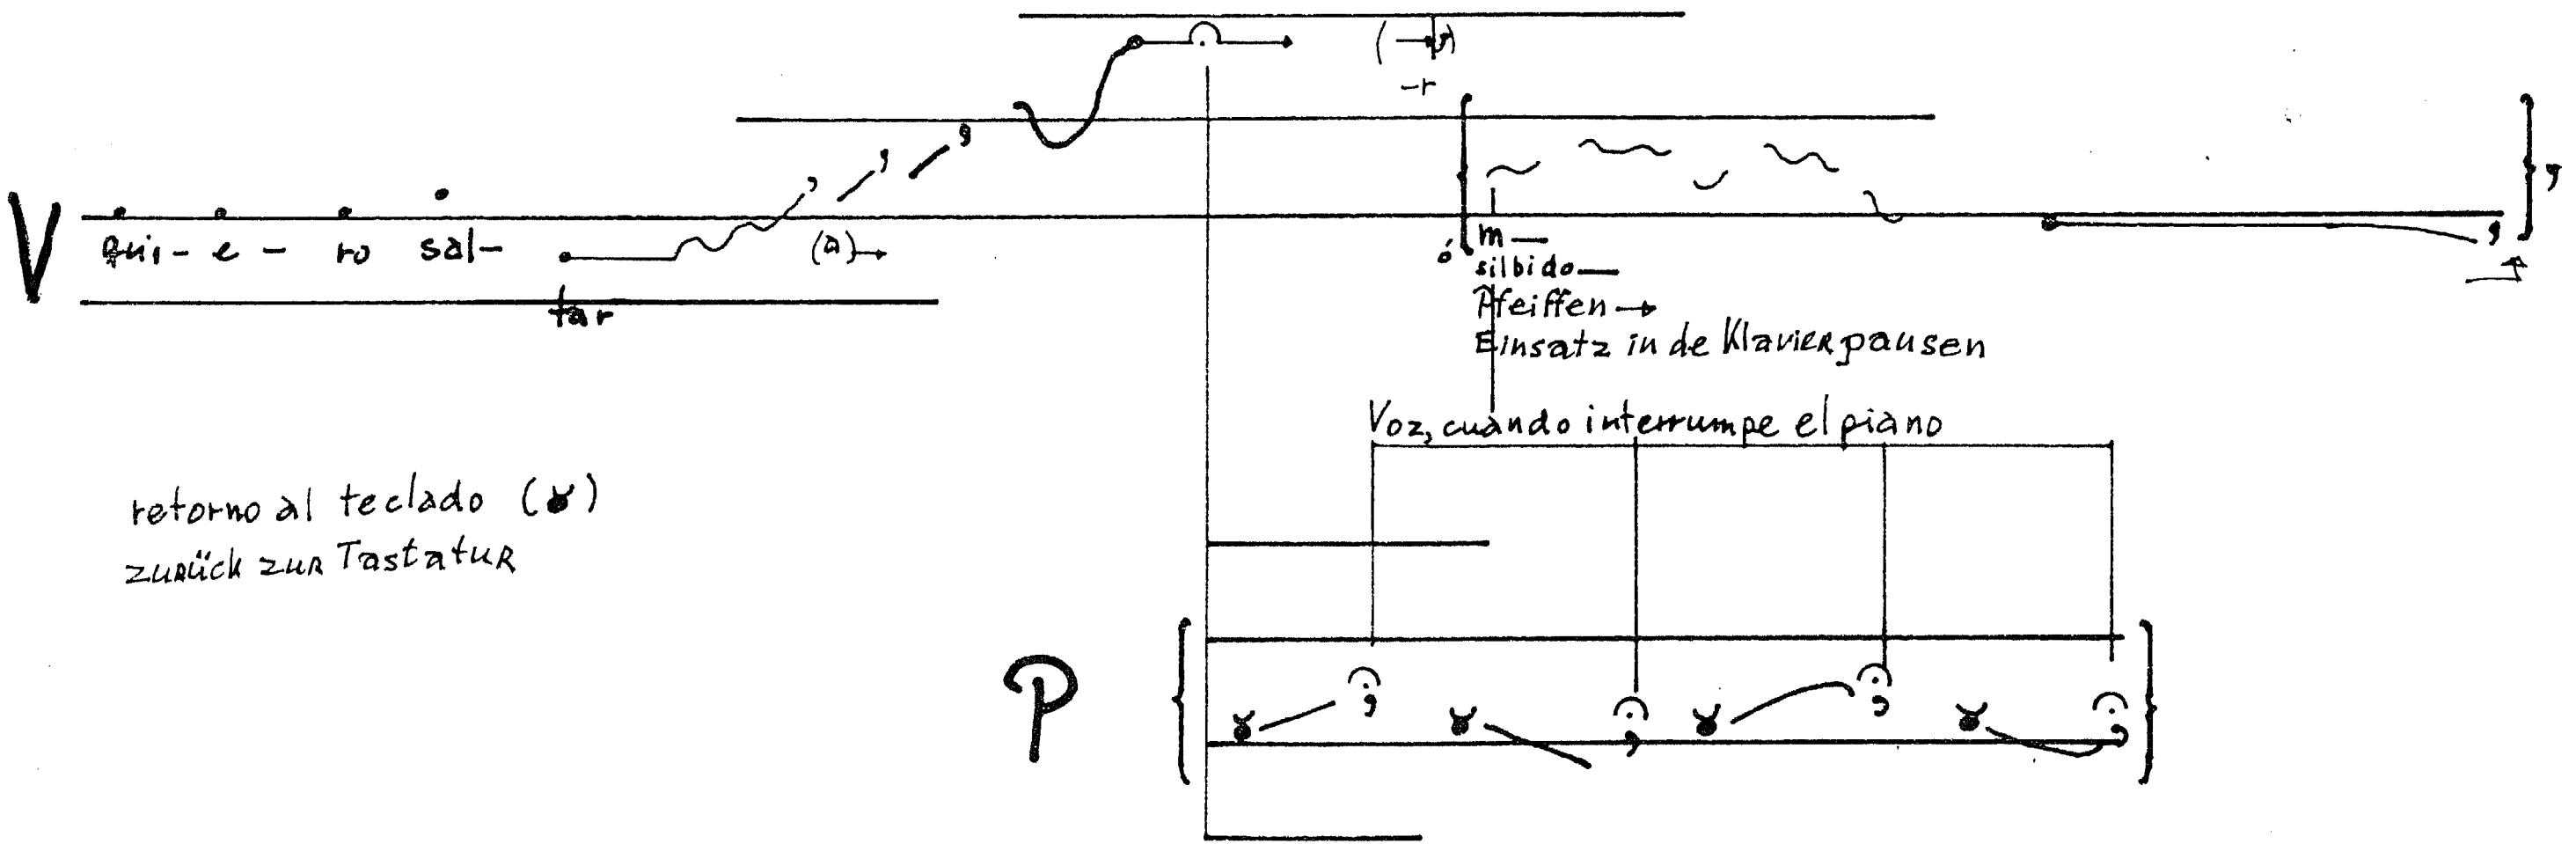 -r
V
qui-e-ro sal-
(a)→
tar
ó
m—
silbido—
Pfeiffen→
Einsatz in de Klavierpausen
Voz, cuando interrumpe el piano
retorno al teclado
zurück zur Tastatur
P